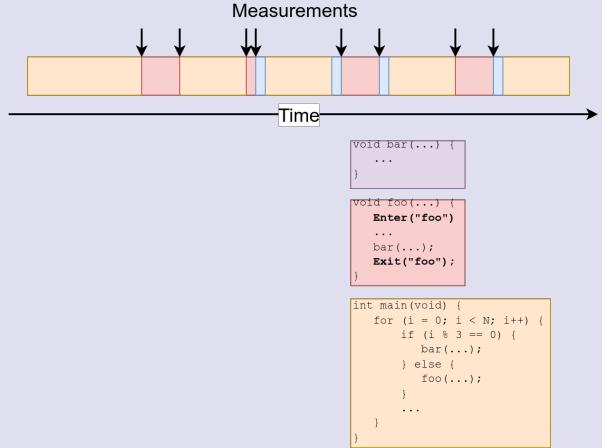 Measurements
Time
void bar(...) {
...
}
void foo(...) {
Enter("foo")
...
bar(...);
Exit("foo");
}
int main(void) {
for (i = 0; i < N; i++) {
if (i % 3 == 0) {
bar(...);
} else {
foo(...);
}
...
}
}